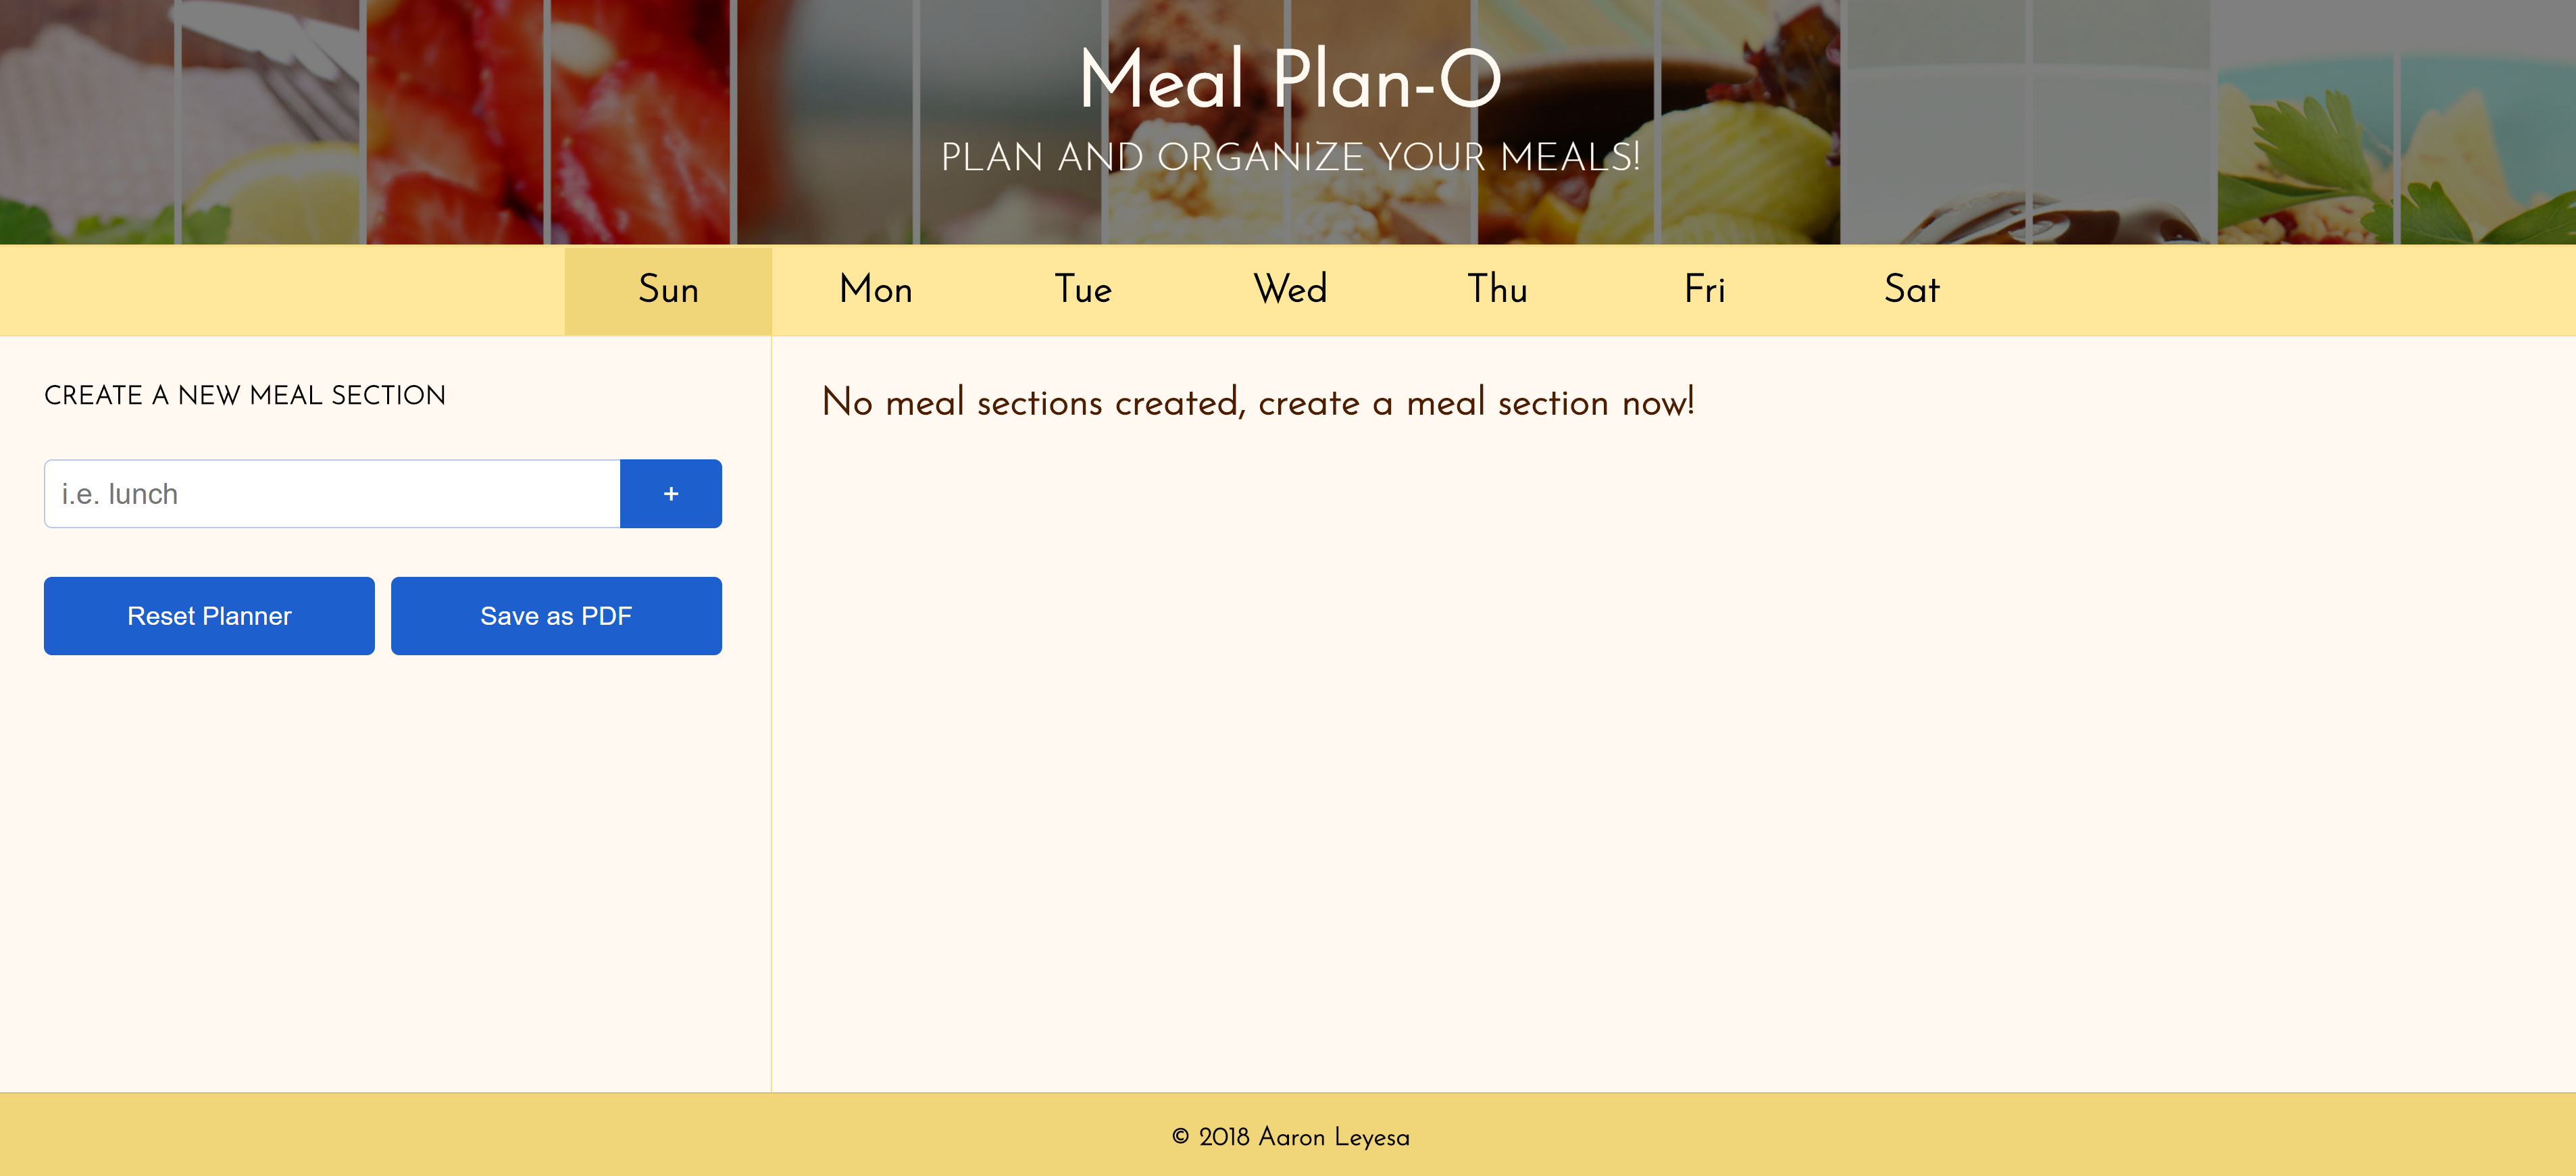 Meal Plan-O
PLAN AND ORGANIZE YOUR MEALS!
Sun Mon Tue Wed Thu Fri Sat
CREATE A NEW MEAL SECTION
i.e. lunch +
Reset Planner Save as PDF
No meal sections created, create a meal section now!
© 2018 Aaron Leyesa